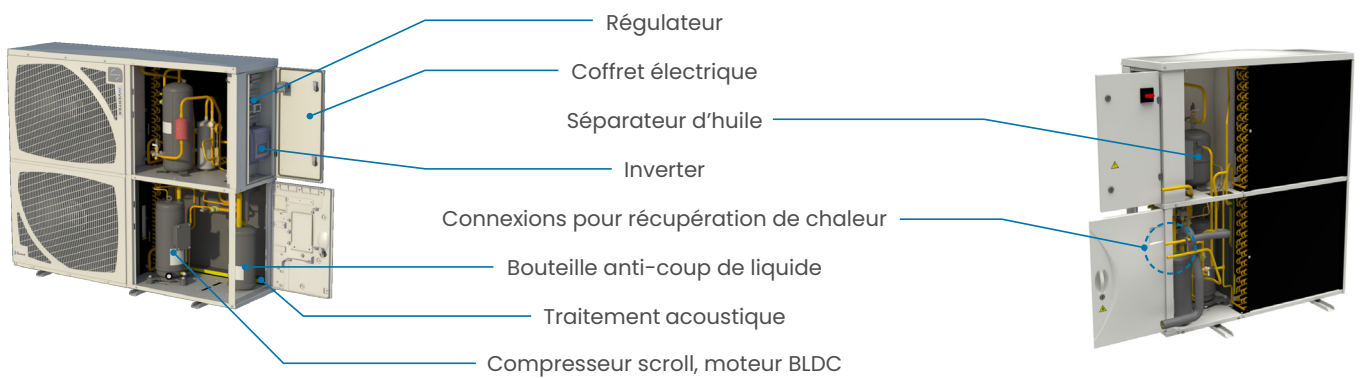 Régulateur
Coffret électrique
Séparateur d’huile
Inverter
Connexions pour récupération de chaleur
Bouteille anti-coup de liquide
Traitement acoustique
Compresseur scroll, moteur BLDC